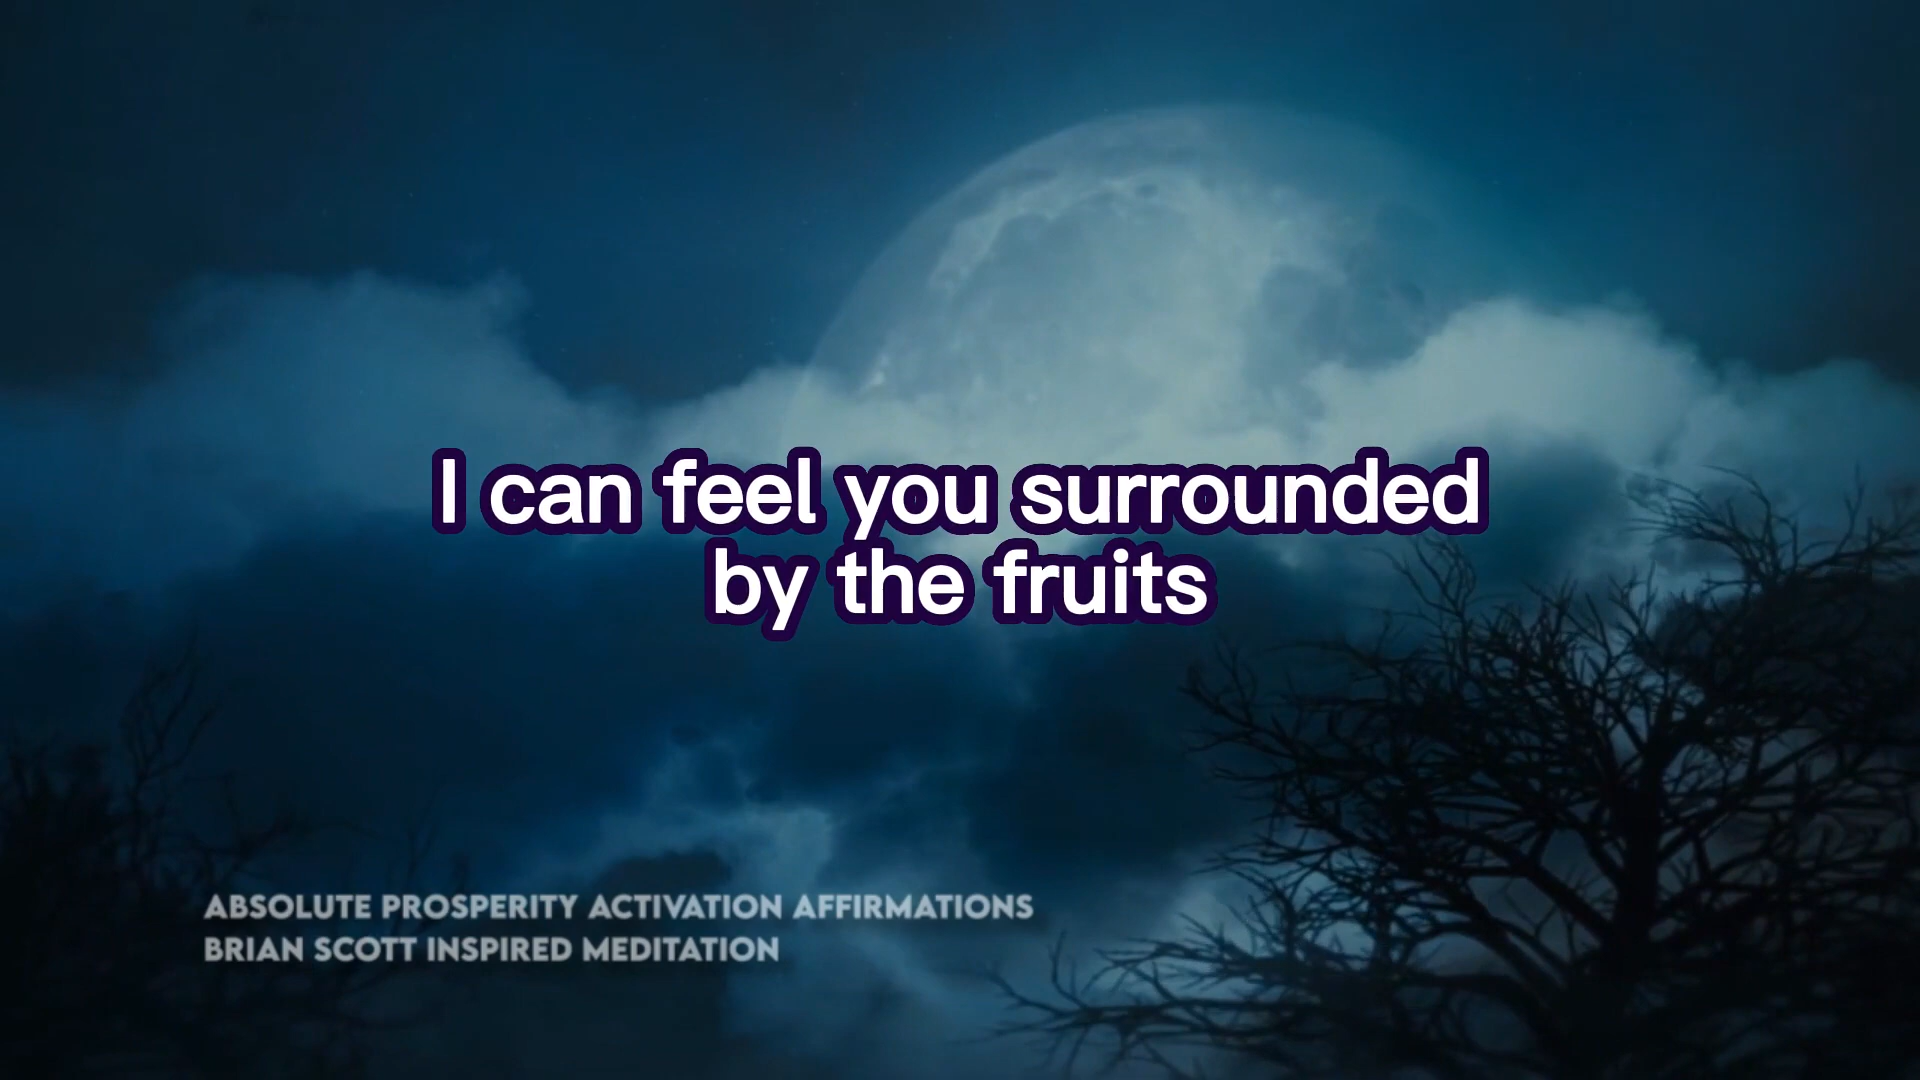 I can feel you surrounded
by the fruits
ABSOLUTE PROSPERITY ACTIVATION AFFIRMATIONS
BRIAN SCOTT INSPIRED MEDITATION